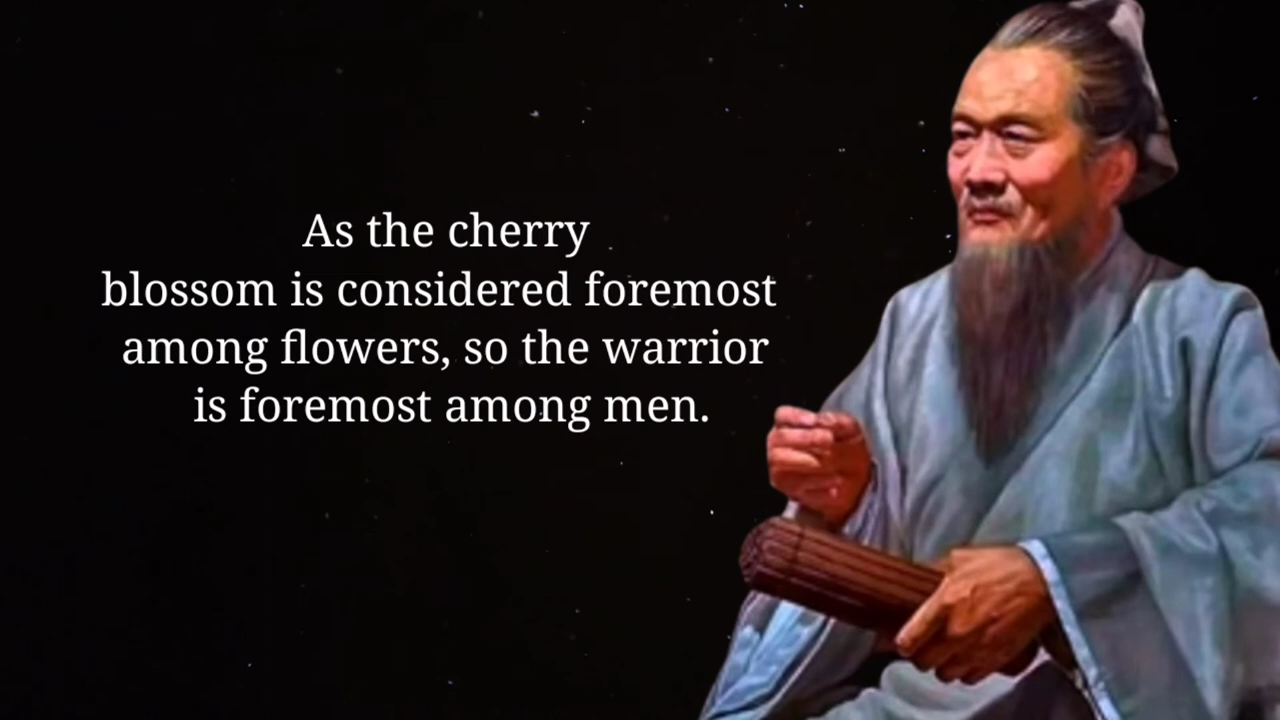 As the cherry
blossom is considered foremost
among flowers, so the warrior
is foremost among men.